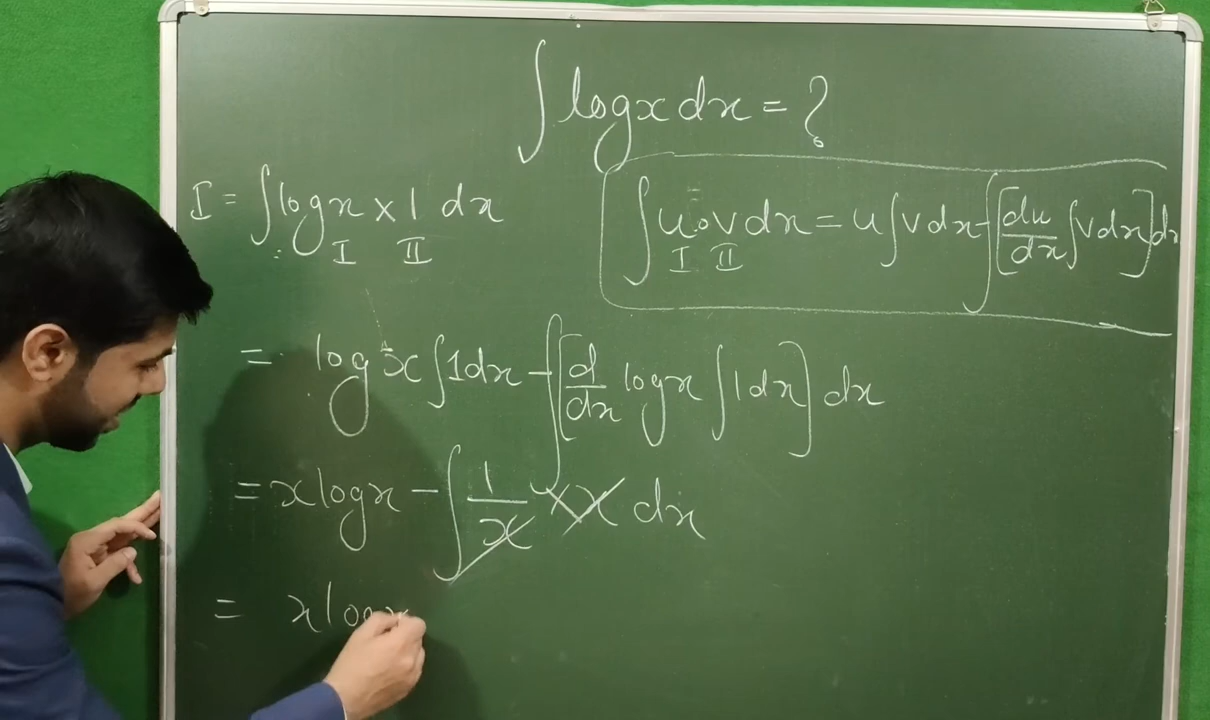 ∫ log x dx = ?
I = ∫ log x × 1 dx
I II
∫ u.v dx = u ∫ v dx - ∫ [du/dx ∫ v dx] dx
I II
= log x ∫ 1 dx - ∫ [d/dx log x ∫ 1 dx] dx
= x log x - ∫ 1/x × x dx
= x log x